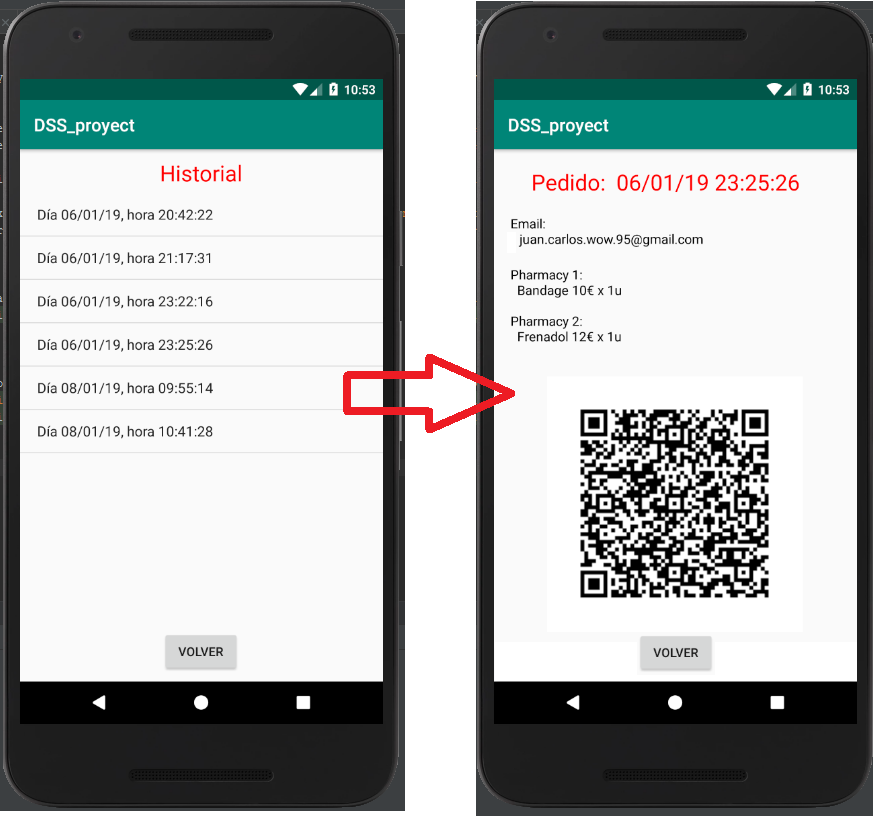 10:53
DSS_proyect
Historial
Día 06/01/19, hora 20:42:22
Día 06/01/19, hora 21:17:31
Día 06/01/19, hora 23:22:16
Día 06/01/19, hora 23:25:26
Día 08/01/19, hora 09:55:14
Día 08/01/19, hora 10:41:28
VOLVER
10:53
DSS_proyect
Pedido: 06/01/19 23:25:26
Email:
juan.carlos.wow.95@gmail.com
Pharmacy 1:
Bandage 10€ x 1u
Pharmacy 2:
Frenadol 12€ x 1u
VOLVER